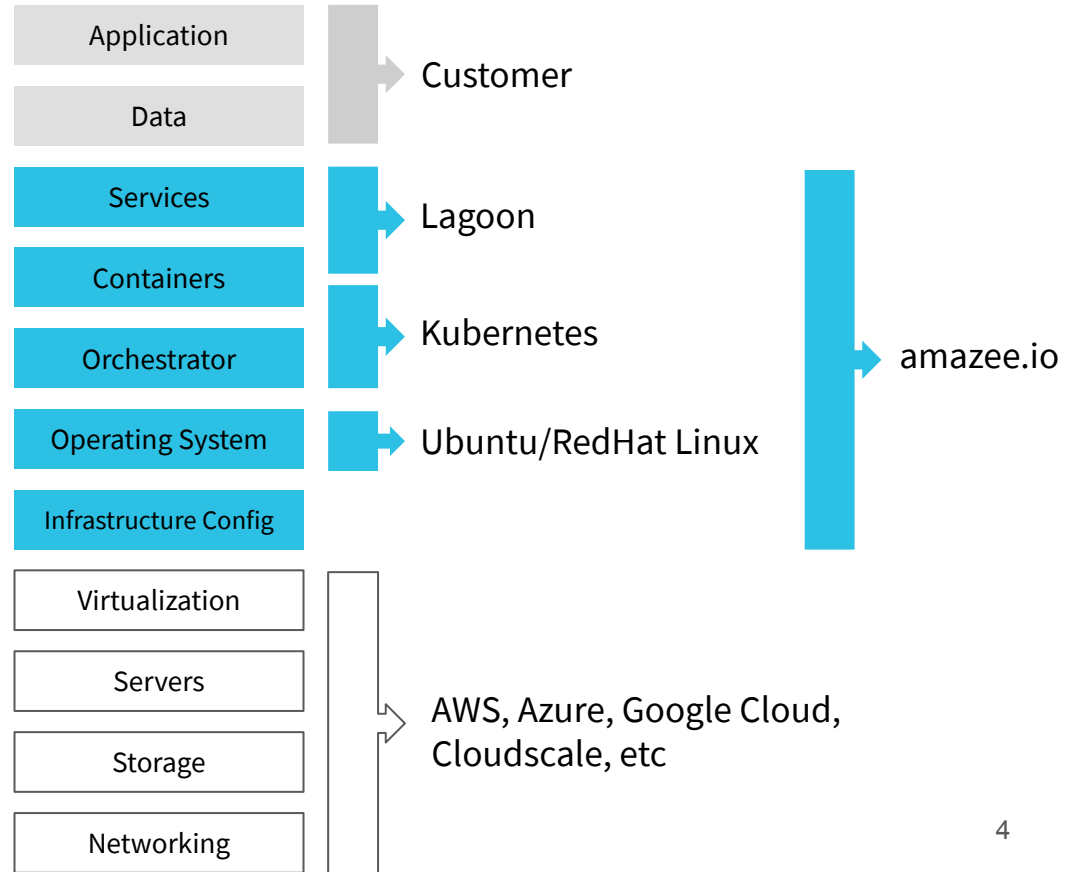 Application
Data
Customer
Services
Containers
Lagoon
Orchestrator
Kubernetes
Operating System
Ubuntu/RedHat Linux
Infrastructure Config
amazee.io
Virtualization
Servers
Storage
Networking
AWS, Azure, Google Cloud,
Cloudscale, etc
4